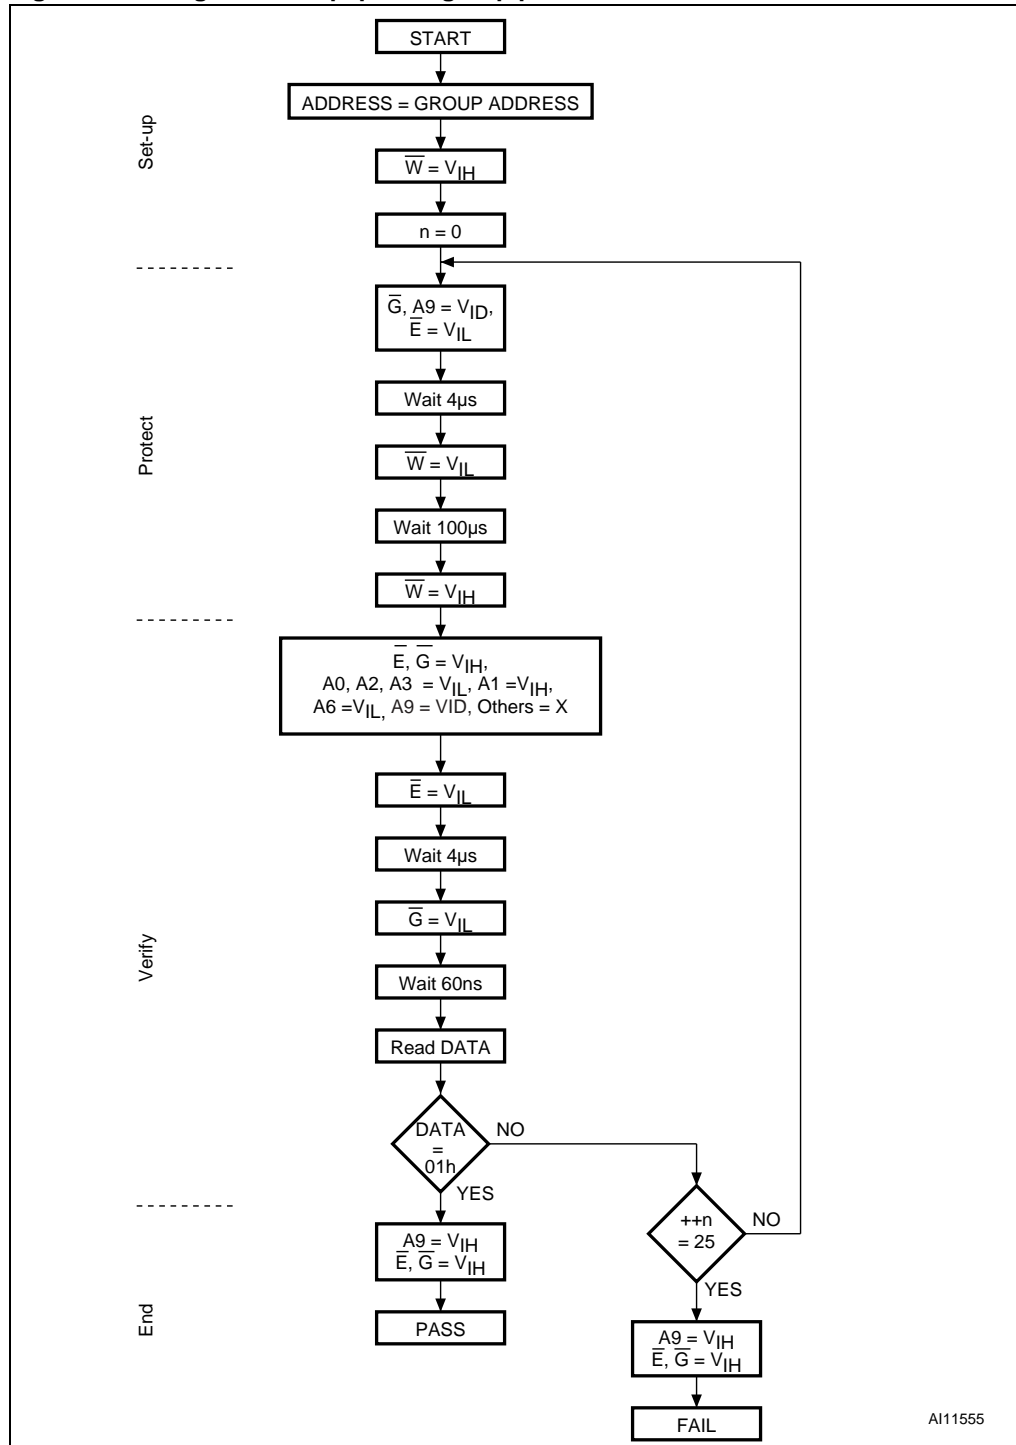 START
ADDRESS = GROUP ADDRESS
Set-up
W̅ = VIH
n = 0
G̅, A9 = VID,
E̅ = VIL
Wait 4µs
Protect
W̅ = VIL
Wait 100µs
W̅ = VIH
E̅, G̅ = VIH,
A0, A2, A3 = VIL, A1 =VIH,
A6 =VIL, A9 = VID, Others = X
E̅ = VIL
Wait 4µs
G̅ = VIL
Verify
Wait 60ns
Read DATA
DATA
=
01h
NO
YES
++n
= 25
NO
YES
A9 = VIH
E̅, G̅ = VIH
End
PASS
A9 = VIH
E̅, G̅ = VIH
FAIL
AI11555